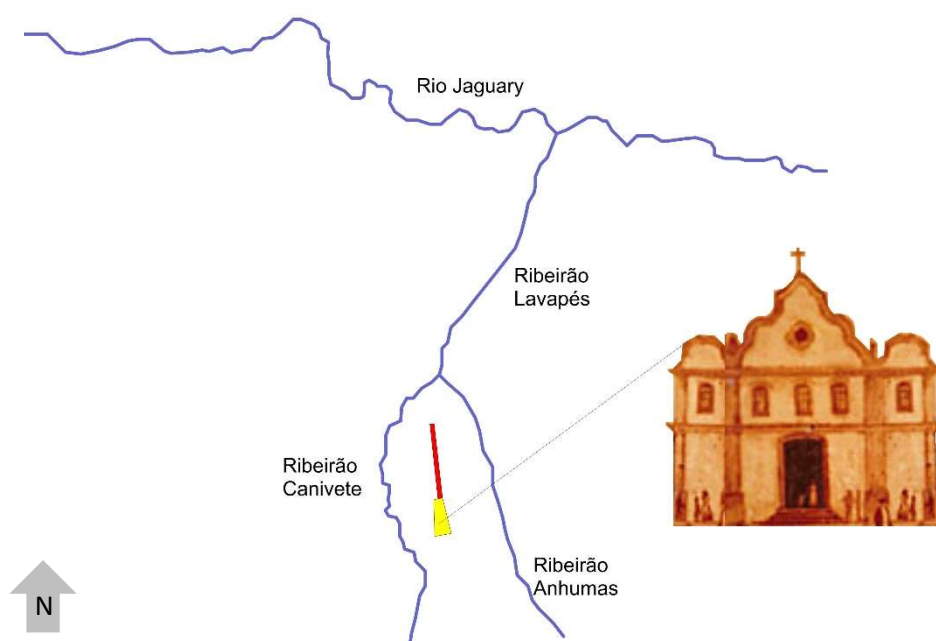 Rio Jaguary
Ribeirão
Lavapés
Ribeirão
Canivete
Ribeirão
Anhumas
N